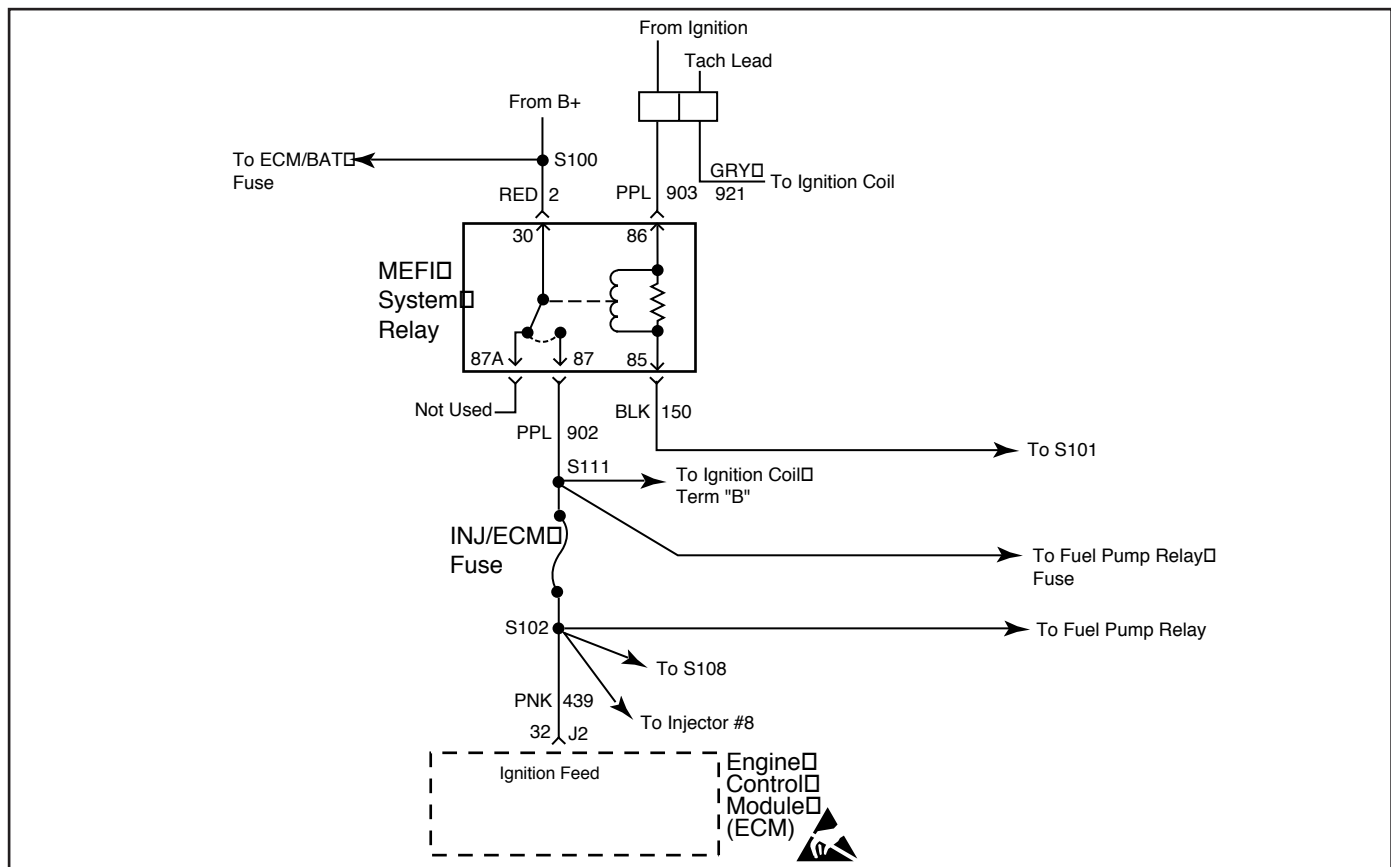 From Ignition
Tach Lead
From B+
To ECM/BAT□
Fuse
S100
RED 2
PPL 903
GRY□
921
To Ignition Coil
30
86
MEFI□
System□
Relay
87A
87
85
Not Used
BLK 150
PPL 902
To S101
S111
To Ignition Coil□
Term "B"
INJ/ECM□
Fuse
To Fuel Pump Relay□
Fuse
S102
To Fuel Pump Relay
To S108
PNK 439
To Injector #8
32 J2
Ignition Feed
Engine□
Control□
Module□
(ECM)